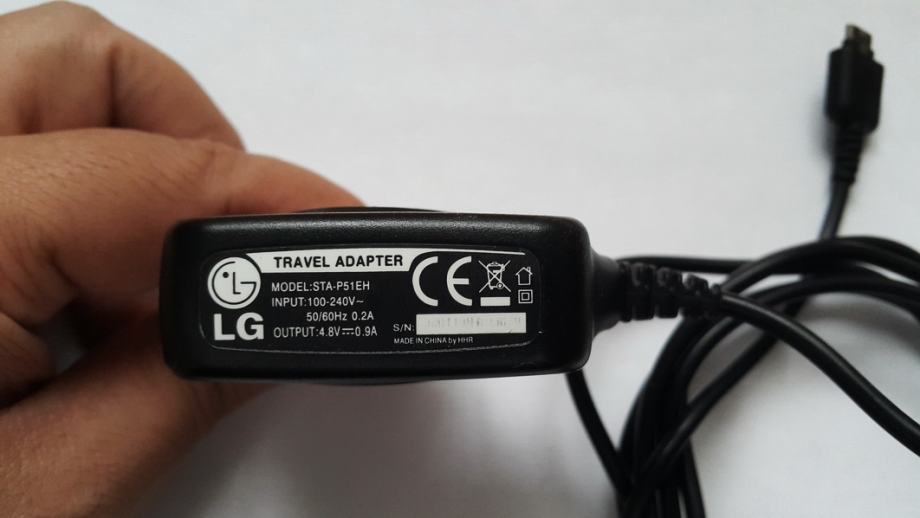 TRAVEL ADAPTER
MODEL:STA-P51EH
INPUT:100-240V~
50/60Hz 0.2A
OUTPUT:4.8V⎓0.9A
LG
CE
S/N:
MADE IN CHINA by HHR